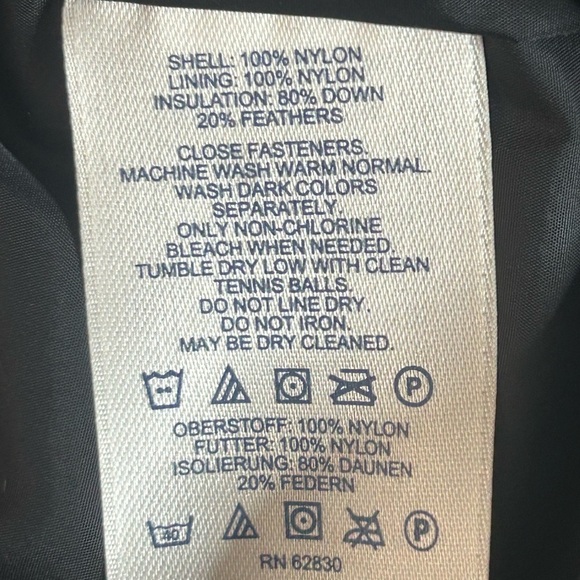 SHELL: 100% NYLON
LINING: 100% NYLON
INSULATION: 80% DOWN
20% FEATHERS
CLOSE FASTENERS.
MACHINE WASH WARM NORMAL.
WASH DARK COLORS
SEPARATELY.
ONLY NON-CHLORINE
BLEACH WHEN NEEDED.
TUMBLE DRY LOW WITH CLEAN
TENNIS BALLS.
DO NOT LINE DRY.
DO NOT IRON.
MAY BE DRY CLEANED.
P
OBERSTOFF: 100% NYLON
FUTTER: 100% NYLON
ISOLIERUNG: 80% DAUNEN
20% FEDERN
40 P
RN 62830